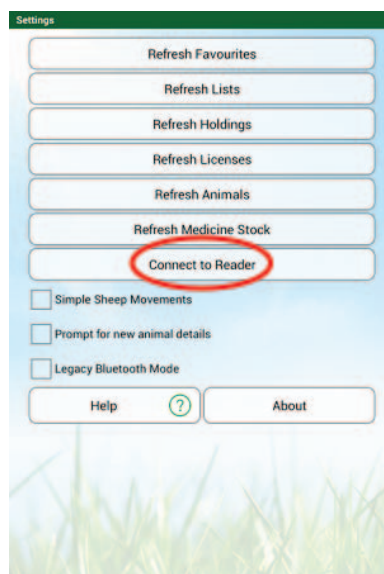 Settings
Refresh Favourites
Refresh Lists
Refresh Holdings
Refresh Licenses
Refresh Animals
Refresh Medicine Stock
Connect to Reader
Simple Sheep Movements
Prompt for new animal details
Legacy Bluetooth Mode
Help ? About